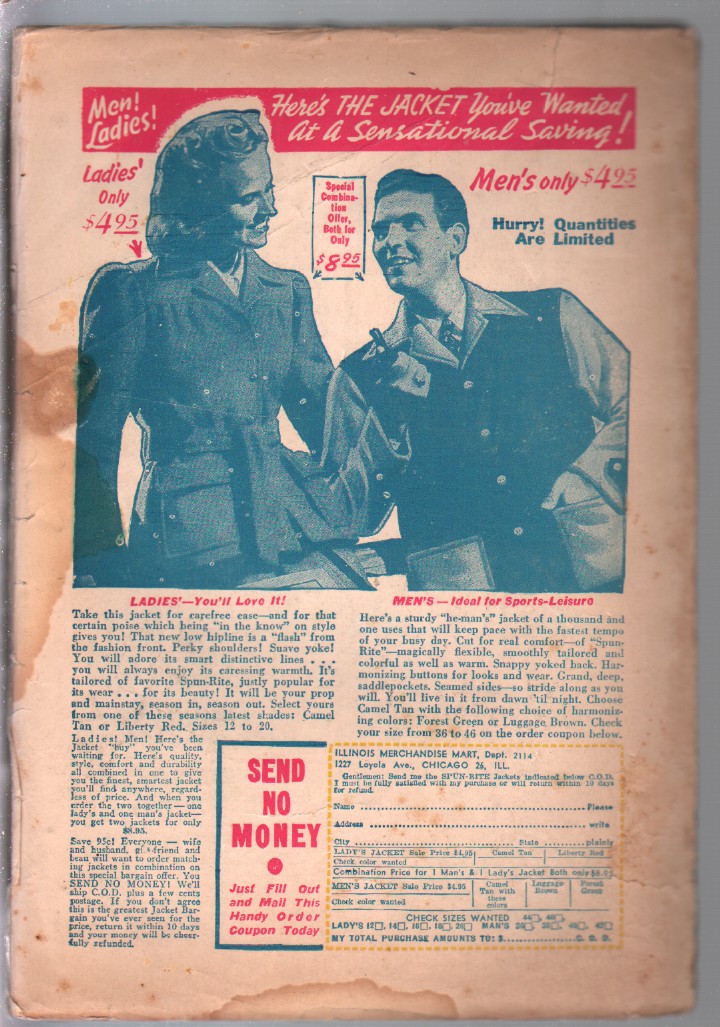 Men!
Ladies!
Here's THE JACKET You've Wanted
At A Sensational Saving!
Ladies'
Only
$4.95
Special
Combina-
tion
Offer,
Both for
Only
$8.95
Men's only $4.95
Hurry! Quantities
Are Limited
LADIES'—You'll Love It!
Take this jacket for carefree ease—and for that
certain poise which being "in the know" on style
gives you! That new low hipline is a "flash" from
the fashion front. Perky shoulders! Suave yoke!
You will adore its smart distinctive lines . . .
you will always enjoy its caressing warmth. It's
tailored of favorite Spun-Rite, justly popular for
its wear . . . for its beauty! It will be your prop
and mainstay, season in, season out. Select yours
from one of these seasons latest shades: Camel
Tan or Liberty Red. Sizes 12 to 20.
MEN'S — Ideal for Sports-Leisure
Here's a sturdy "he-man's" jacket of a thousand and
one uses that will keep pace with the fastest tempo
of your busy day. Cut for real comfort—of "Spun-
Rite"—magically flexible, smoothly tailored and
colorful as well as warm. Snappy yoked back. Har-
monizing buttons for looks and wear. Grand, deep,
saddlepockets. Seamed sides—so stride along as you
will. You'll live in it from dawn 'til night. Choose
Camel Tan with the following choice of harmoniz-
ing colors: Forest Green or Luggage Brown. Check
your size from 36 to 46 on the order coupon below.
Ladies! Men! Here's the
Jacket "buy" you've been
waiting for. Here's quality,
style, comfort and durability
all combined in one to give
you the finest, smartest jacket
you'll find anywhere, regard-
less of price. And when you
order the two together—one
lady's and one man's jacket—
you get two jackets for only
$8.95.
Save 95c! Everyone — wife
and husband, girl friend and
beau will want to order match-
ing jackets in combination on
this special bargain offer. You
SEND NO MONEY! We'll
ship C.O.D. plus a few cents
postage. If you don't agree
this is the greatest Jacket Bar-
gain you've ever seen for the
price, return it within 10 days
and your money will be cheer-
fully refunded.
SEND
NO
MONEY
Just Fill Out
and Mail This
Handy Order
Coupon Today
ILLINOIS MERCHANDISE MART, Dept. 2114
1227 Loyola Ave., CHICAGO 26, ILL.
Gentlemen: Send me the SPUN-RITE Jackets indicated below C.O.D.
I must be fully satisfied with my purchase or will return within 10 days
for refund.
Name ........ Please
Address ........ write
City ........ State ........ plainly
LADY'S JACKET Sale Price $4.95 Camel Tan Liberty Red
Check color wanted
Combination Price for 1 Man's & 1 Lady's Jacket Both only $8.95
MEN'S JACKET Sale Price $4.95 Camel Tan with these colors Luggage Brown Forest Green
Check color wanted
CHECK SIZES WANTED 44□, 46□,
LADY'S 12□, 14□, 16□, 18□, 20□ MAN'S 36□, 38□, 40□, 42□
MY TOTAL PURCHASE AMOUNTS TO: $........C.O.D.